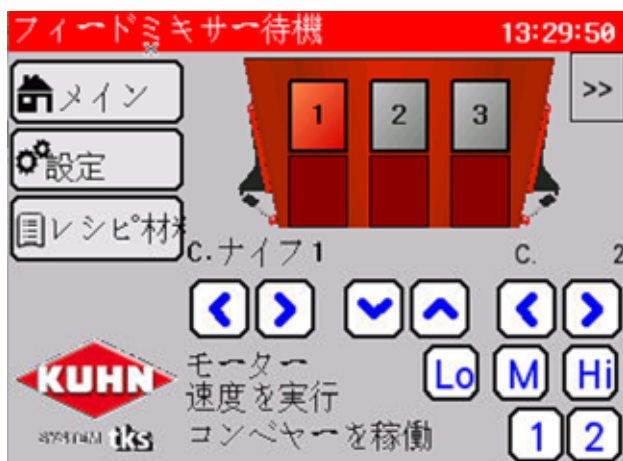 フィードミキサー待機 13:29:50
メイン
>>
1 2 3
設定
レシピ材
C.ナイフ1 C. 2
モーター
速度を実行
Lo M Hi
KUHN
tks
コンベヤーを稼働
1 2